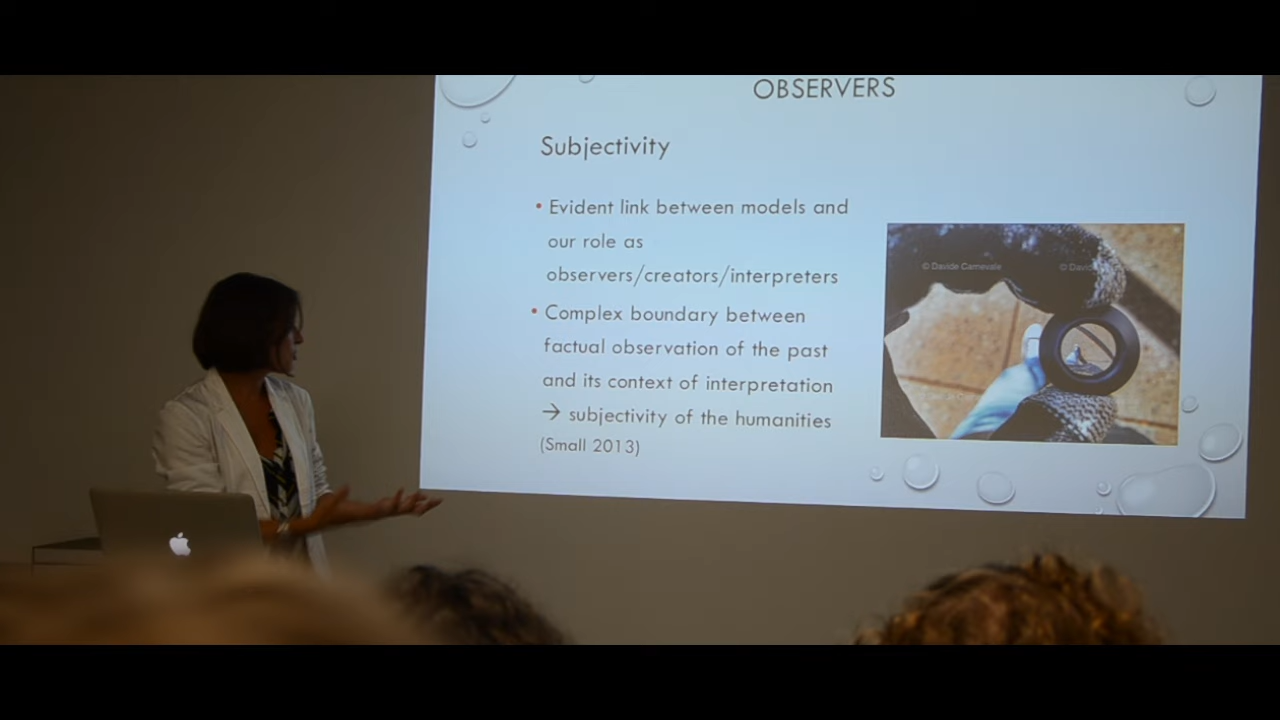 OBSERVERS
Subjectivity
• Evident link between models and
our role as
observers/creators/interpreters
• Complex boundary between
factual observation of the past
and its context of interpretation
→ subjectivity of the humanities
(Small 2013)
© Davide Carnevale
© David